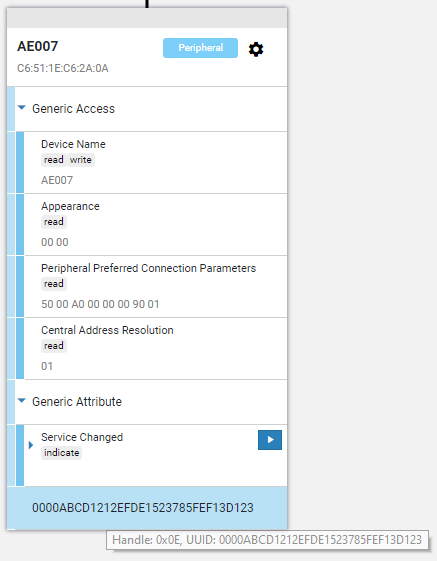 AE007
Peripheral
C6:51:1E:C6:2A:0A
Generic Access
Device Name
read write
AE007
Appearance
read
00 00
Peripheral Preferred Connection Parameters
read
50 00 A0 00 00 00 90 01
Central Address Resolution
read
01
Generic Attribute
Service Changed
indicate
0000ABCD1212EFDE1523785FEF13D123
Handle: 0x0E, UUID: 0000ABCD1212EFDE1523785FEF13D123